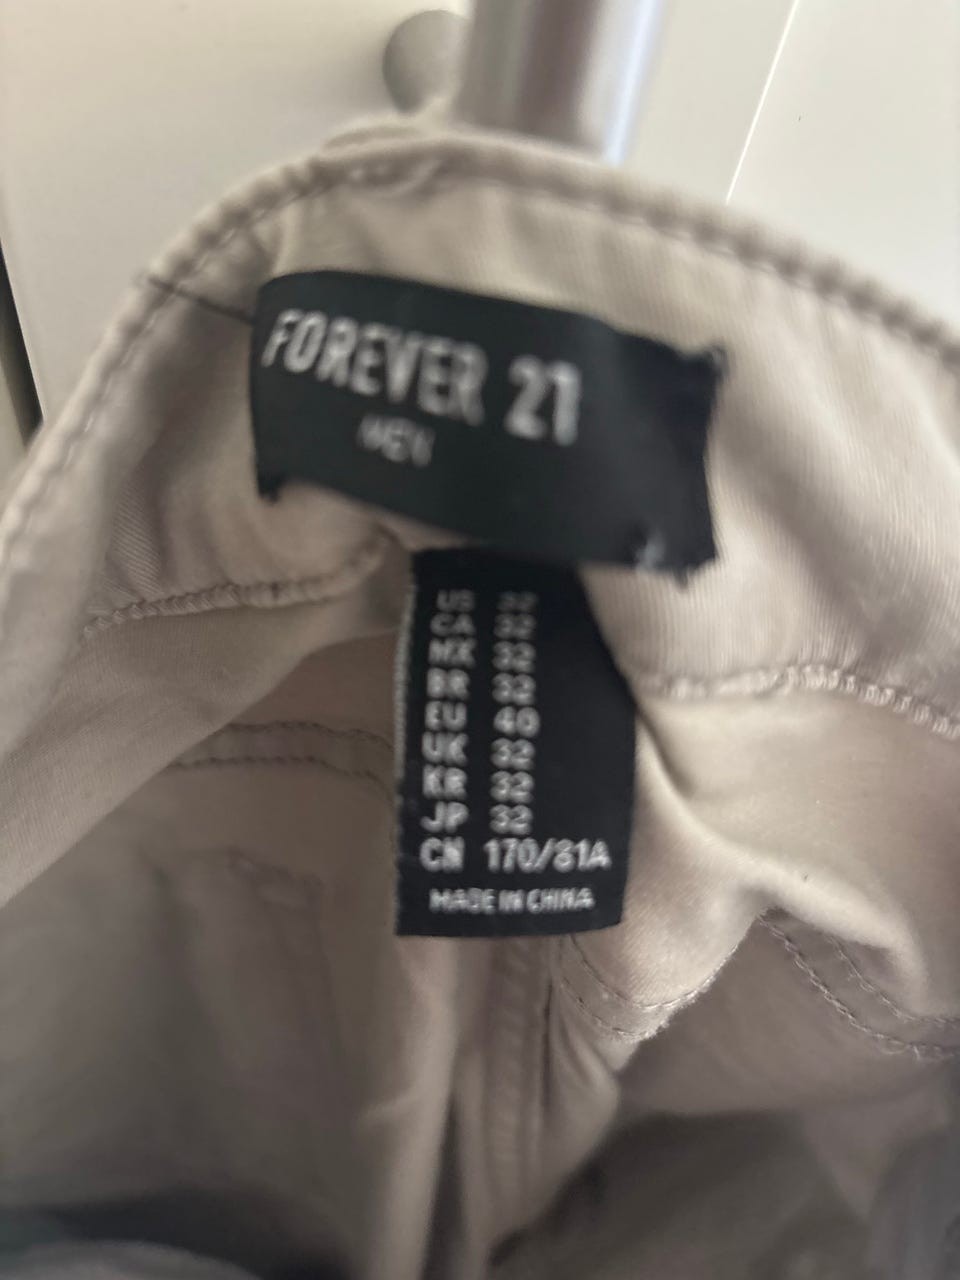 FOREVER 21
MEN
US 32
CA 32
MX 32
BR 32
EU 48
UK 32
KR 32
JP 32
CN 170/81A
MADE IN CHINA